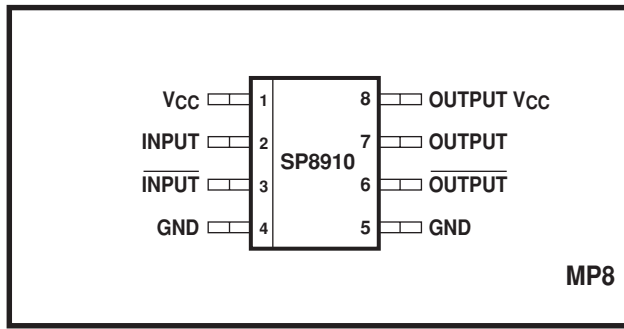 VCC 1 8 OUTPUT VCC
INPUT 2 7 OUTPUT
SP8910
INPUT 3 6 OUTPUT
GND 4 5 GND
MP8